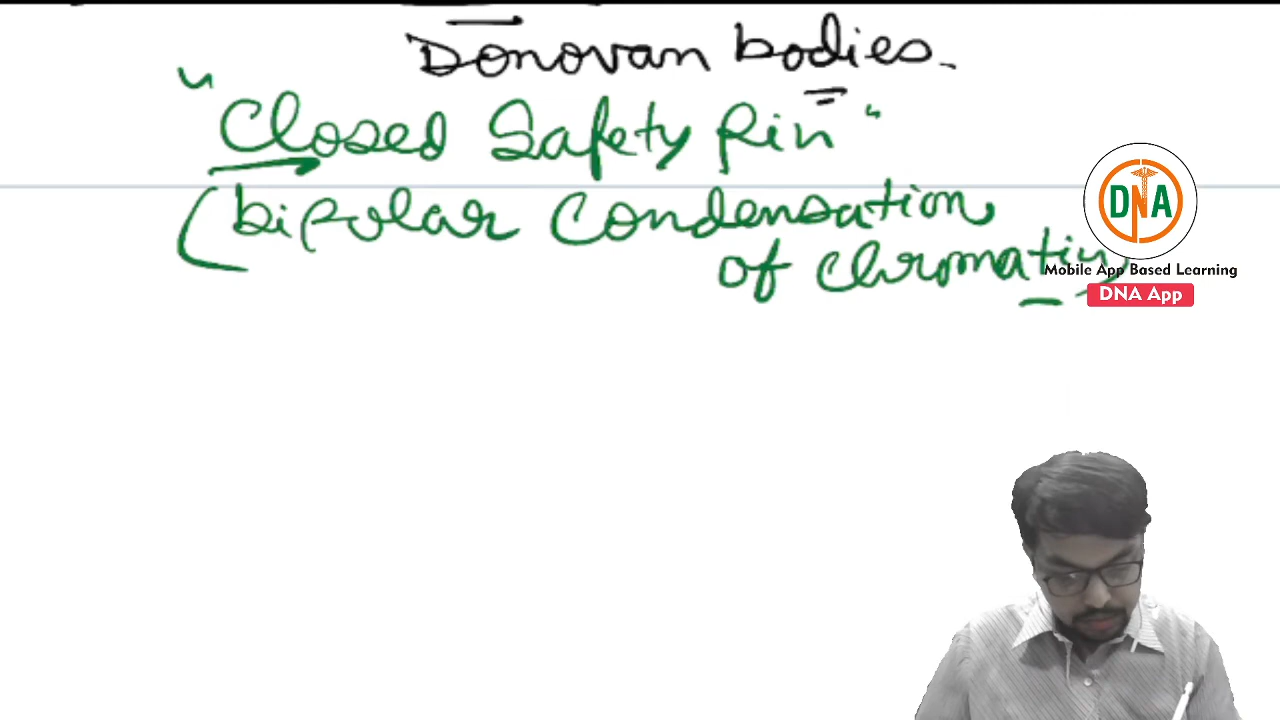 Donovan bodies.
"Closed Safety Pin"
(bipolar Condensation
of chromatin)
DNA
Mobile App Based Learning
DNA App